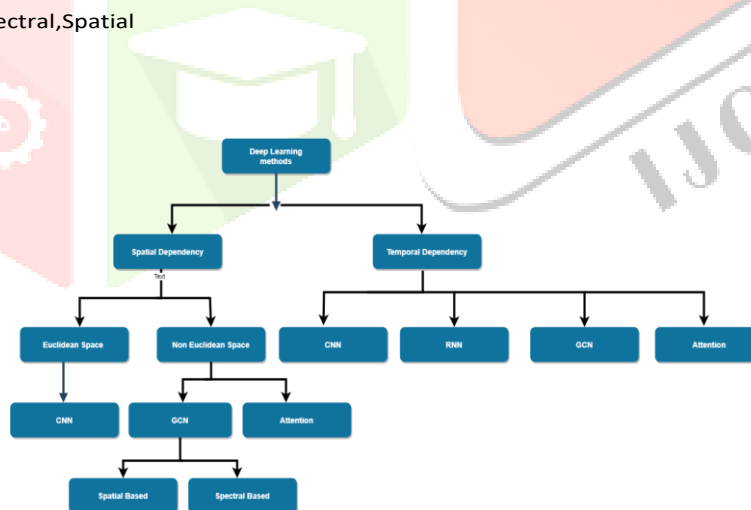 ectral,Spatial
Deep Learning
methods
Spatial Dependency
Temporal Dependency
Text
Euclidean Space
Non Euclidean Space
CNN
RNN
GCN
Attention
CNN
GCN
Attention
Spatial Based
Spectral Based